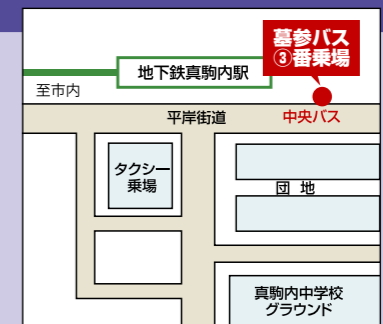 墓参バス
③番乗場
地下鉄真駒内駅
至市内
平岸街道
中央バス
タクシー
乗場
団 地
真駒内中学校
グラウンド